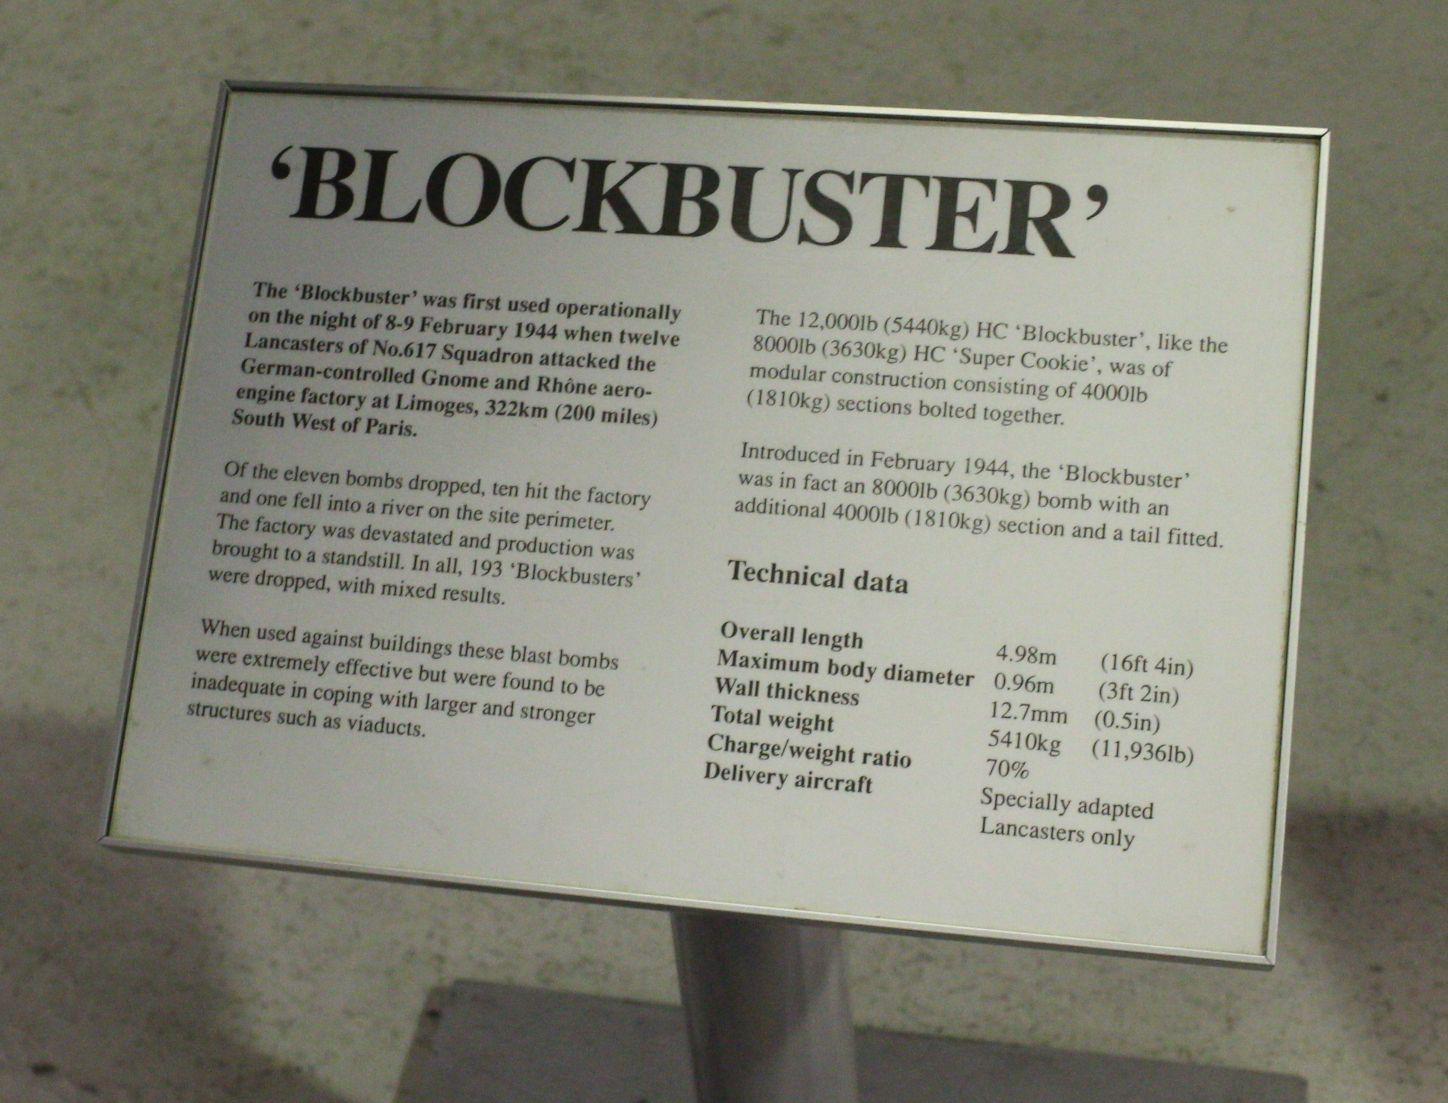 ‘BLOCKBUSTER’
The ‘Blockbuster’ was first used operationally
on the night of 8-9 February 1944 when twelve
Lancasters of No.617 Squadron attacked the
German-controlled Gnome and Rhône aero-
engine factory at Limoges, 322km (200 miles)
South West of Paris.
Of the eleven bombs dropped, ten hit the factory
and one fell into a river on the site perimeter.
The factory was devastated and production was
brought to a standstill. In all, 193 ‘Blockbusters’
were dropped, with mixed results.
When used against buildings these blast bombs
were extremely effective but were found to be
inadequate in coping with larger and stronger
structures such as viaducts.
The 12,000lb (5440kg) HC ‘Blockbuster’, like the
8000lb (3630kg) HC ‘Super Cookie’, was of
modular construction consisting of 4000lb
(1810kg) sections bolted together.
Introduced in February 1944, the ‘Blockbuster’
was in fact an 8000lb (3630kg) bomb with an
additional 4000lb (1810kg) section and a tail fitted.
Technical data
Overall length 4.98m (16ft 4in)
Maximum body diameter 0.96m (3ft 2in)
Wall thickness 12.7mm (0.5in)
Total weight 5410kg (11,936lb)
Charge/weight ratio 70%
Delivery aircraft Specially adapted
Lancasters only